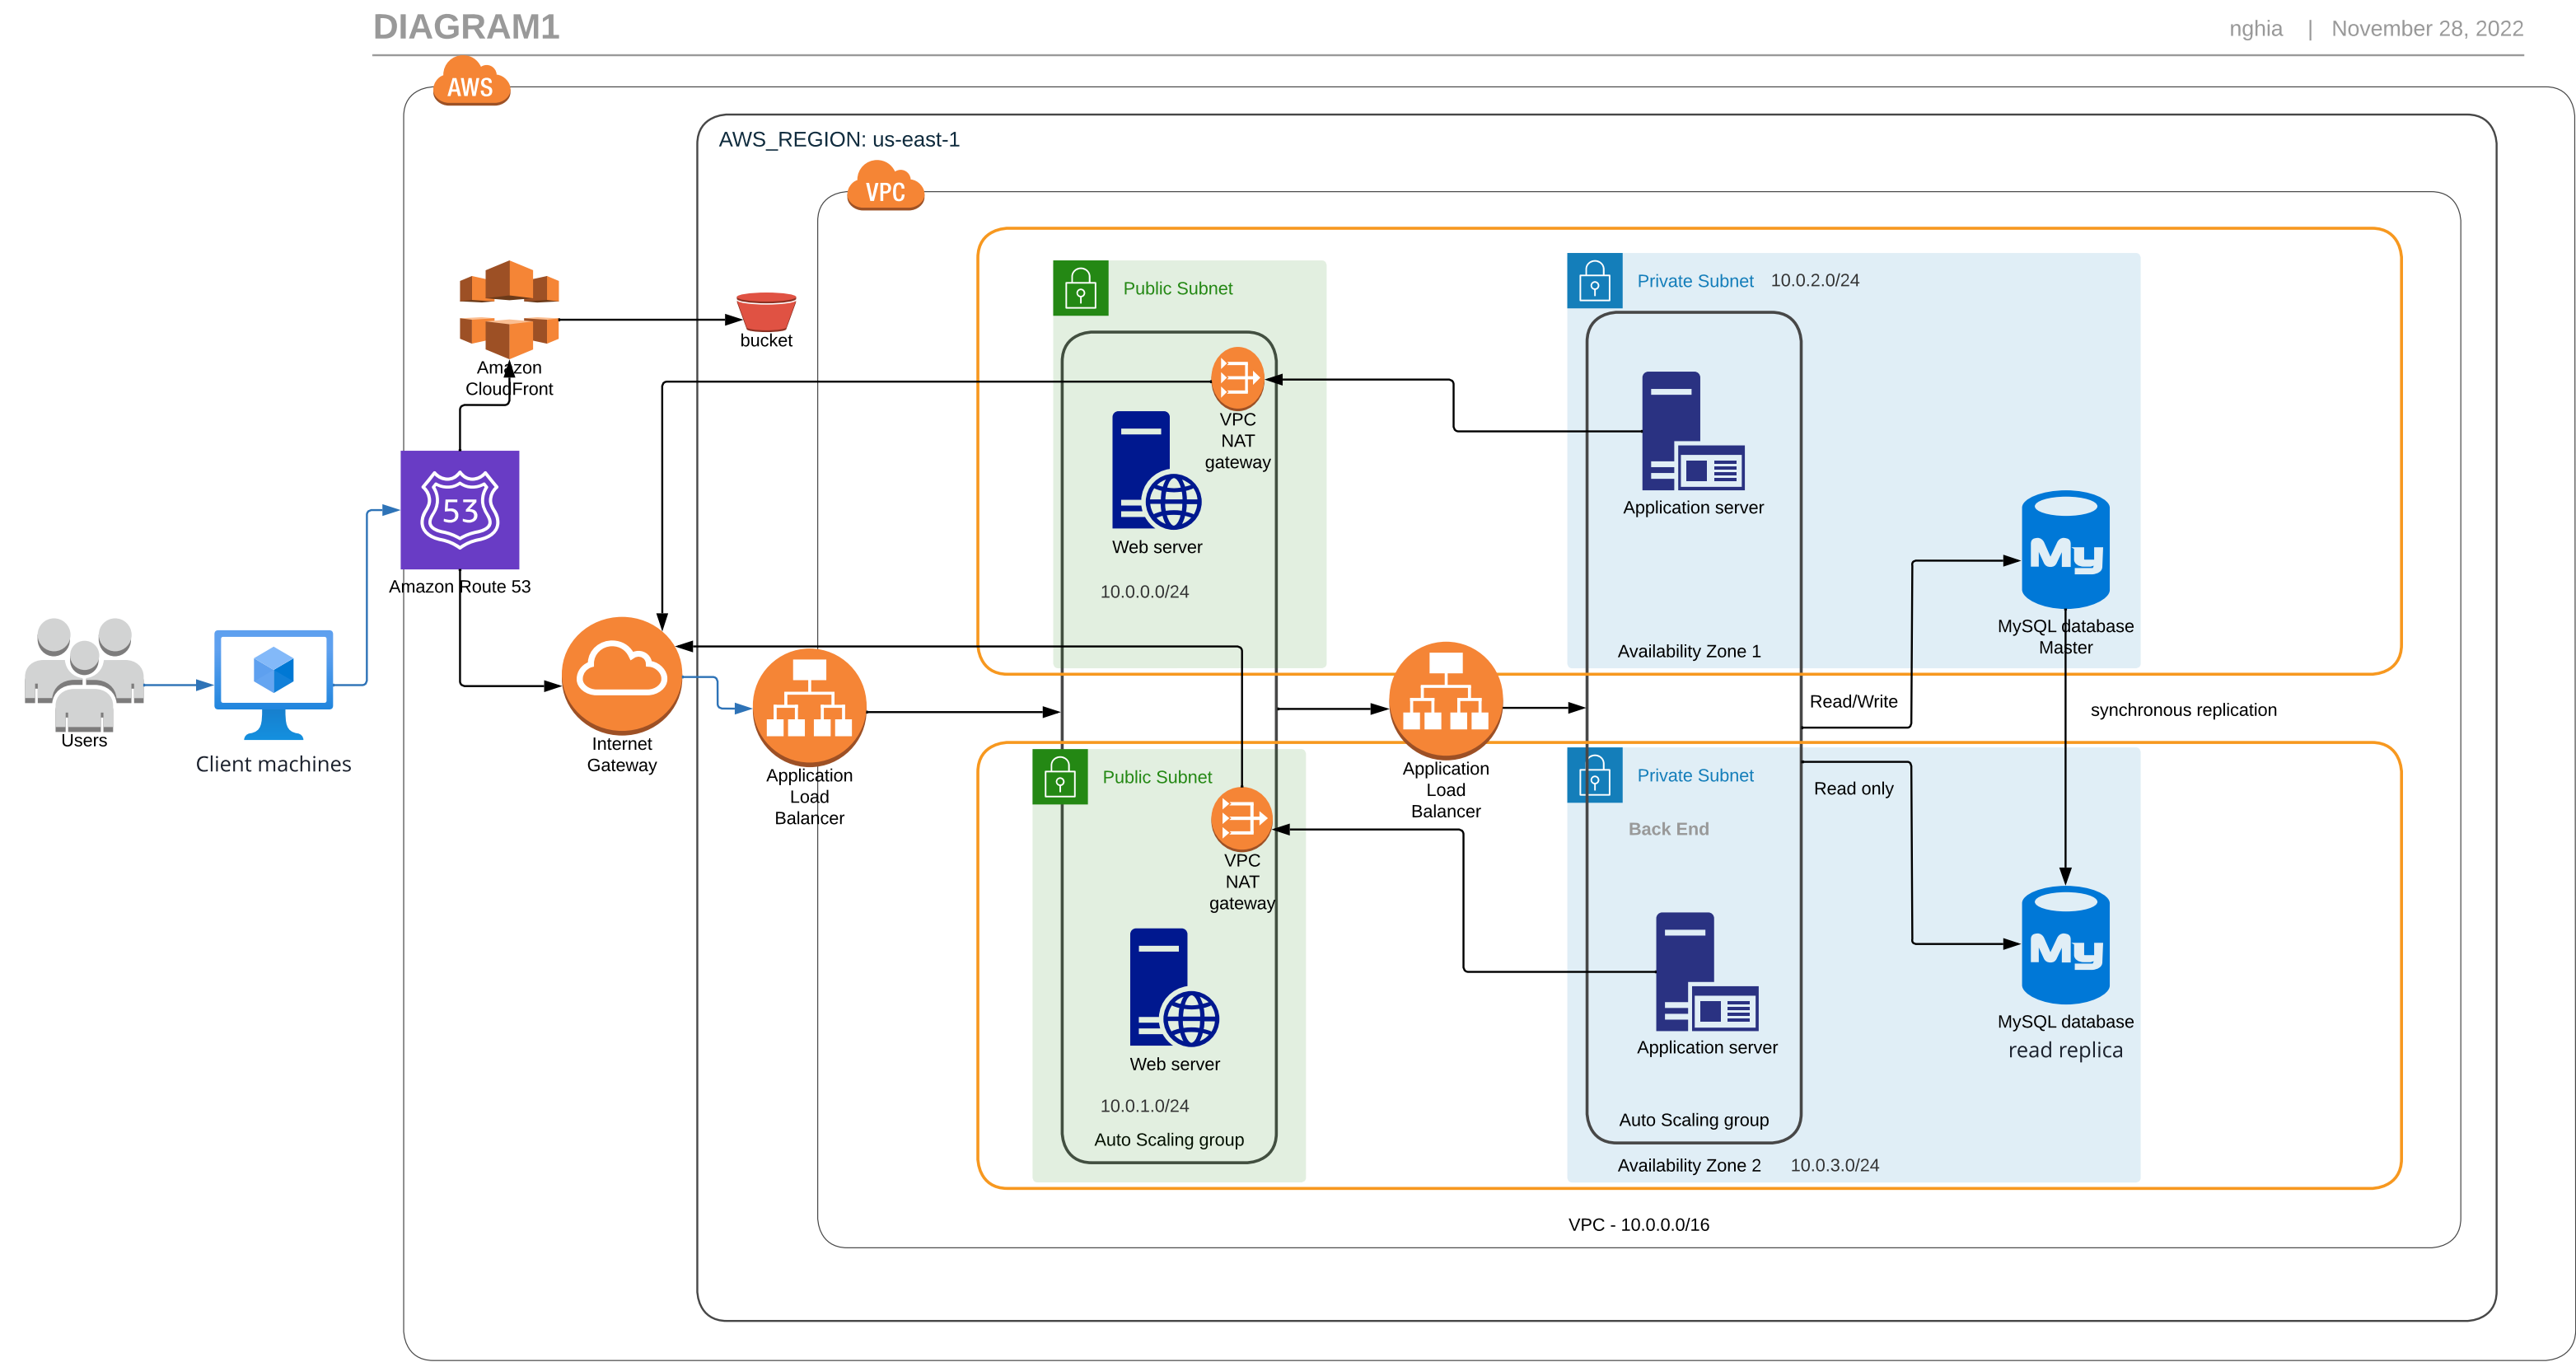 DIAGRAM1
nghia | November 28, 2022
AWS
AWS_REGION: us-east-1
VPC
Public Subnet
Private Subnet 10.0.2.0/24
bucket
Amazon
CloudFront
VPC
NAT
gateway
53
Application server
Web server
Amazon Route 53
10.0.0.0/24
My
MySQL database
Master
Availability Zone 1
Read/Write
synchronous replication
Users
Client machines
Internet
Gateway
Application
Load
Balancer
Application
Load
Balancer
Public Subnet
Private Subnet
Read only
Back End
VPC
NAT
gateway
My
MySQL database
read replica
Application server
Web server
10.0.1.0/24
Auto Scaling group
Auto Scaling group
Availability Zone 2 10.0.3.0/24
VPC - 10.0.0.0/16